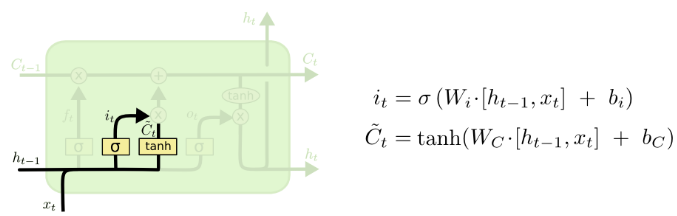 h_t
C_{t-1} × + C_t
tanh
f_t i_t C̃_t × o_t ×
σ σ tanh σ
h_{t-1} h_t
x_t
i_t = σ (W_i·[h_{t-1}, x_t] + b_i)
C̃_t = tanh(W_C·[h_{t-1}, x_t] + b_C)